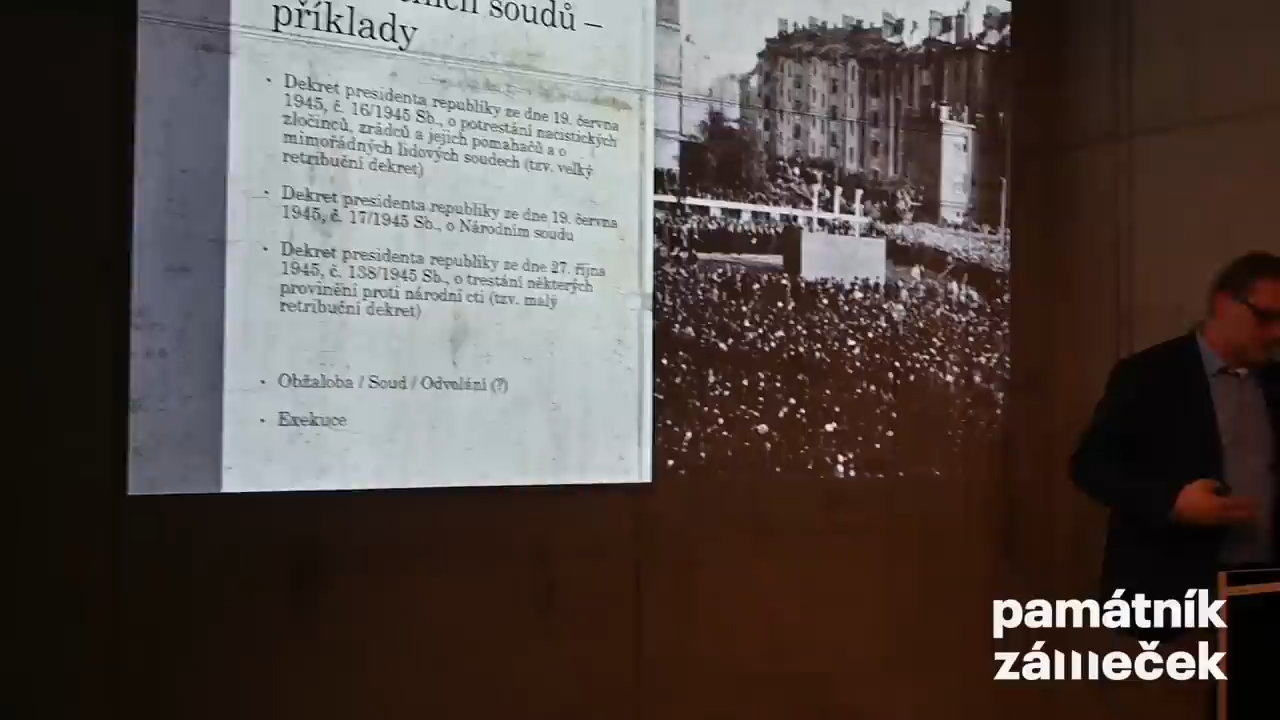 soudů –
příklady
• Dekret presidenta republiky ze dne 19. června
1945, č. 16/1945 Sb., o potrestání nacistických
zločinců, zrádců a jejich pomahačů a o
mimořádných lidových soudech (tzv. velký
retribuční dekret)
• Dekret presidenta republiky ze dne 19. června
1945, č. 17/1945 Sb., o Národním soudu
• Dekret presidenta republiky ze dne 27. října
1945, č. 138/1945 Sb., o trestání některých
provinění proti národní cti (tzv. malý
retribuční dekret)
• Obžaloba / Soud / Odvolání (?)
• Exekuce
památník
zámeček